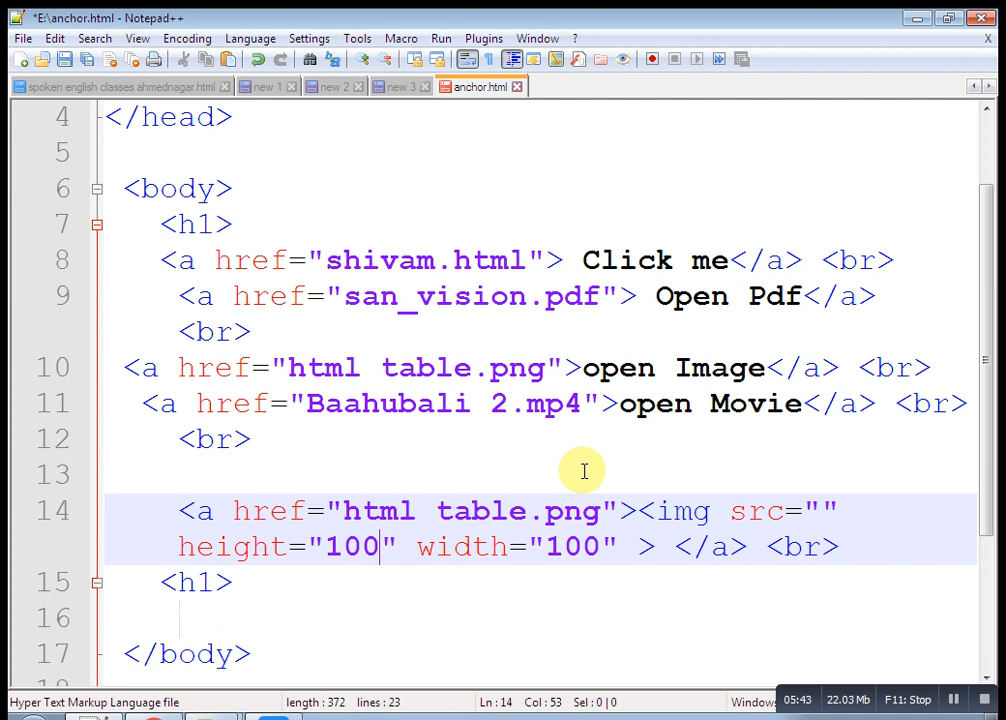 *E:\anchor.html - Notepad++
File Edit Search View Encoding Language Settings Tools Macro Run Plugins Window ? X
spoken english classes ahmednagar.html new 1 new 2 new 3 anchor.html
4 </head>
5
6 <body>
7 <h1>
8 <a href="shivam.html"> Click me</a> <br>
9 <a href="san_vision.pdf"> Open Pdf</a>
<br>
10 <a href="html table.png">open Image</a> <br>
11 <a href="Baahubali 2.mp4">open Movie</a> <br>
12 <br>
13
14 <a href="html table.png"><img src=""
height="100" width="100" > </a> <br>
15 <h1>
16
17 </body>
Hyper Text Markup Language file length : 372 lines : 23 Ln : 14 Col : 53 Sel : 0 | 0 Windows 05:43 22.03 Mb F11: Stop